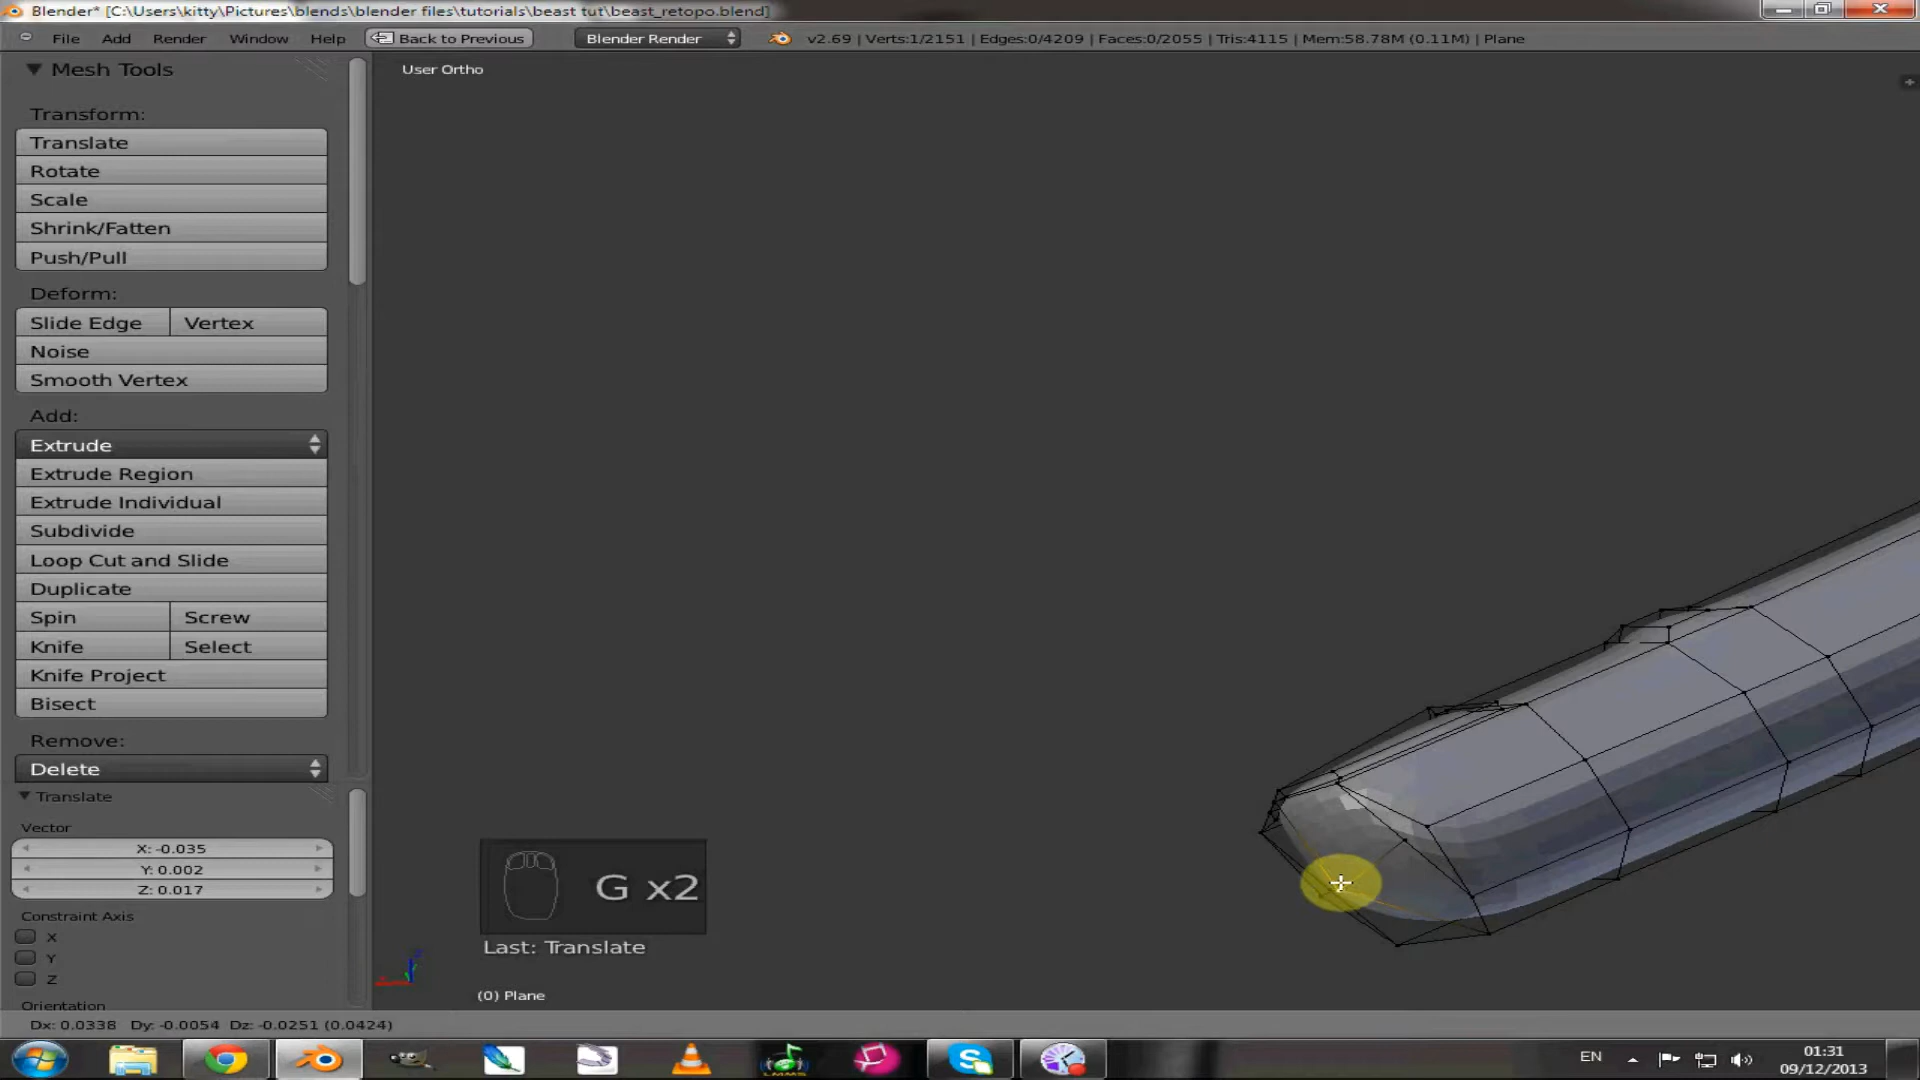 Blender* [C:\Users\kitty\Pictures\blends\blender files\tutorials\beast tut\beast_retopo.blend]
File Add Render Window Help Back to Previous Blender Render v2.69 | Verts:1/2151 | Edges:0/4209 | Faces:0/2055 | Tris:4115 | Mem:58.78M (0.11M) | Plane
Mesh Tools
User Ortho
Transform:
Translate
Rotate
Scale
Shrink/Fatten
Push/Pull
Deform:
Slide Edge Vertex
Noise
Smooth Vertex
Add:
Extrude
Extrude Region
Extrude Individual
Subdivide
Loop Cut and Slide
Duplicate
Spin Screw
Knife Select
Knife Project
Bisect
Remove:
Delete
Translate
Vector
X: -0.035
Y: 0.002
Z: 0.017
Constraint Axis
X
Y
Z
Orientation
G x2
Last: Translate
(0) Plane
Dx: 0.0338 Dy: -0.0054 Dz: -0.0251 (0.0424)
LMMS
EN
01:31
09/12/2013